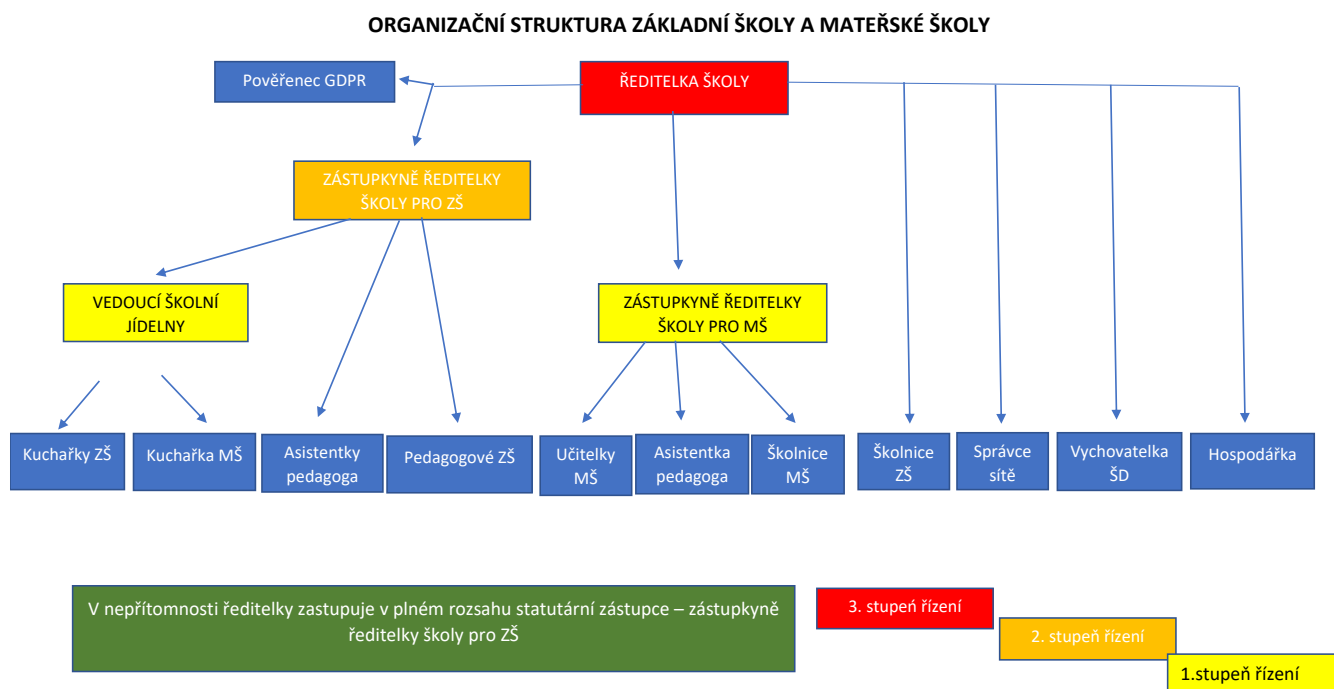 ORGANIZAČNÍ STRUKTURA ZÁKLADNÍ ŠKOLY A MATEŘSKÉ ŠKOLY
Pověřenec GDPR
ŘEDITELKA ŠKOLY
ZÁSTUPKYNĚ ŘEDITELKY
ŠKOLY PRO ZŠ
VEDOUCÍ ŠKOLNÍ
JÍDELNY
ZÁSTUPKYNĚ ŘEDITELKY
ŠKOLY PRO MŠ
Kuchařky ZŠ
Kuchařka MŠ
Asistentky
pedagoga
Pedagogové ZŠ
Učitelky
MŠ
Asistentka
pedagoga
Školnice
MŠ
Školnice
ZŠ
Správce
sítě
Vychovatelka
ŠD
Hospodářka
V nepřítomnosti ředitelky zastupuje v plném rozsahu statutární zástupce – zástupkyně
ředitelky školy pro ZŠ
3. stupeň řízení
2. stupeň řízení
1.stupeň řízení